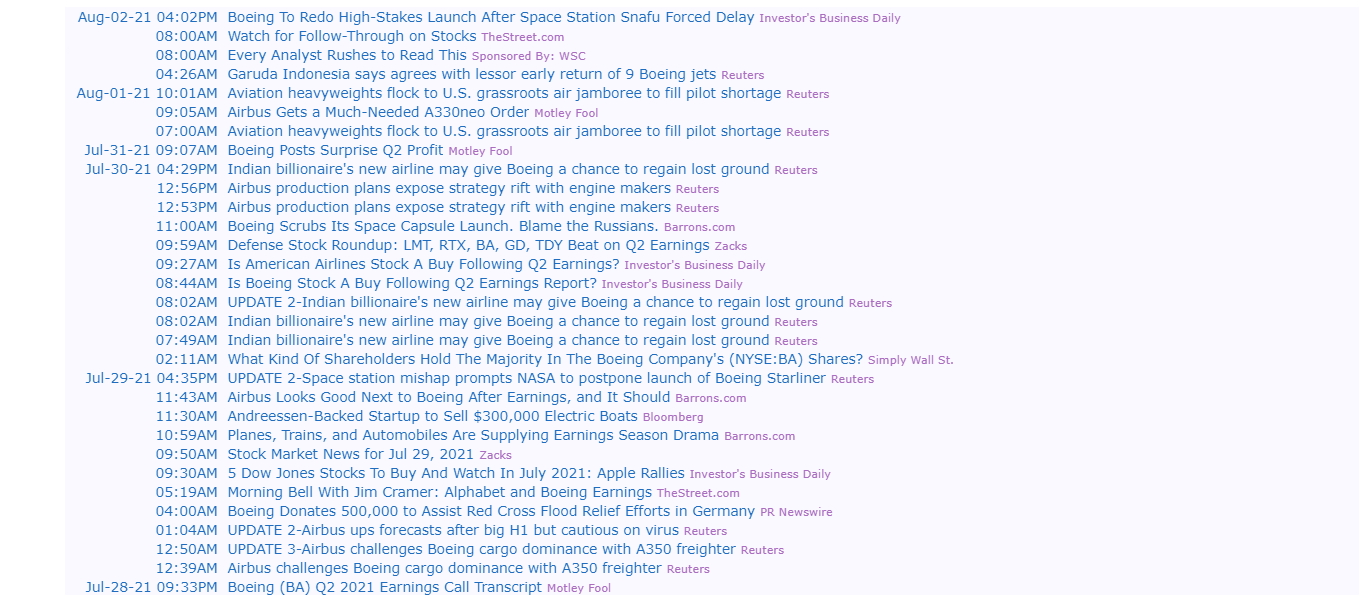 Aug-02-21 04:02PM Boeing To Redo High-Stakes Launch After Space Station Snafu Forced Delay Investor's Business Daily
08:00AM Watch for Follow-Through on Stocks TheStreet.com
08:00AM Every Analyst Rushes to Read This Sponsored By: WSC
04:26AM Garuda Indonesia says agrees with lessor early return of 9 Boeing jets Reuters
Aug-01-21 10:01AM Aviation heavyweights flock to U.S. grassroots air jamboree to fill pilot shortage Reuters
09:05AM Airbus Gets a Much-Needed A330neo Order Motley Fool
07:00AM Aviation heavyweights flock to U.S. grassroots air jamboree to fill pilot shortage Reuters
Jul-31-21 09:07AM Boeing Posts Surprise Q2 Profit Motley Fool
Jul-30-21 04:29PM Indian billionaire's new airline may give Boeing a chance to regain lost ground Reuters
12:56PM Airbus production plans expose strategy rift with engine makers Reuters
12:53PM Airbus production plans expose strategy rift with engine makers Reuters
11:00AM Boeing Scrubs Its Space Capsule Launch. Blame the Russians. Barrons.com
09:59AM Defense Stock Roundup: LMT, RTX, BA, GD, TDY Beat on Q2 Earnings Zacks
09:27AM Is American Airlines Stock A Buy Following Q2 Earnings? Investor's Business Daily
08:44AM Is Boeing Stock A Buy Following Q2 Earnings Report? Investor's Business Daily
08:02AM UPDATE 2-Indian billionaire's new airline may give Boeing a chance to regain lost ground Reuters
08:02AM Indian billionaire's new airline may give Boeing a chance to regain lost ground Reuters
07:49AM Indian billionaire's new airline may give Boeing a chance to regain lost ground Reuters
02:11AM What Kind Of Shareholders Hold The Majority In The Boeing Company's (NYSE:BA) Shares? Simply Wall St.
Jul-29-21 04:35PM UPDATE 2-Space station mishap prompts NASA to postpone launch of Boeing Starliner Reuters
11:43AM Airbus Looks Good Next to Boeing After Earnings, and It Should Barrons.com
11:30AM Andreessen-Backed Startup to Sell $300,000 Electric Boats Bloomberg
10:59AM Planes, Trains, and Automobiles Are Supplying Earnings Season Drama Barrons.com
09:50AM Stock Market News for Jul 29, 2021 Zacks
09:30AM 5 Dow Jones Stocks To Buy And Watch In July 2021: Apple Rallies Investor's Business Daily
05:19AM Morning Bell With Jim Cramer: Alphabet and Boeing Earnings TheStreet.com
04:00AM Boeing Donates 500,000 to Assist Red Cross Flood Relief Efforts in Germany PR Newswire
01:04AM UPDATE 2-Airbus ups forecasts after big H1 but cautious on virus Reuters
12:50AM UPDATE 3-Airbus challenges Boeing cargo dominance with A350 freighter Reuters
12:39AM Airbus challenges Boeing cargo dominance with A350 freighter Reuters
Jul-28-21 09:33PM Boeing (BA) Q2 2021 Earnings Call Transcript Motley Fool